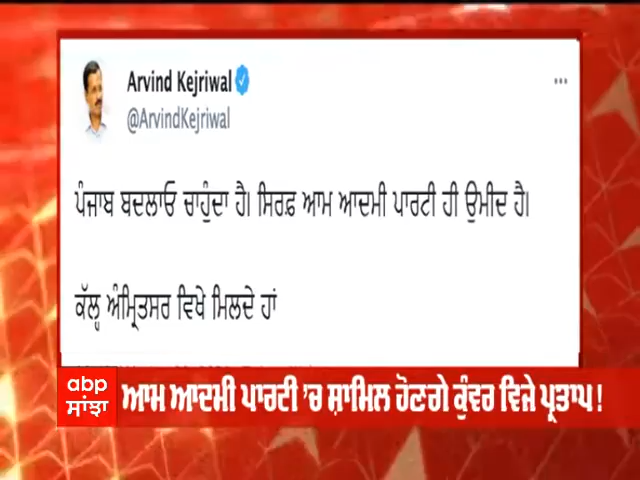 Arvind Kejriwal
@ArvindKejriwal
ਪੰਜਾਬ ਬਦਲਾਓ ਚਾਹੁੰਦਾ ਹੈ। ਸਿਰਫ਼ ਆਮ ਆਦਮੀ ਪਾਰਟੀ ਹੀ ਉਮੀਦ ਹੈ।
ਕੱਲ੍ਹ ਅੰਮ੍ਰਿਤਸਰ ਵਿਖੇ ਮਿਲਦੇ ਹਾਂ
abp
ਸਾਂਝਾ
ਆਮ ਆਦਮੀ ਪਾਰਟੀ 'ਚ ਸ਼ਾਮਿਲ ਹੋਣਗੇ ਕੁੰਵਰ ਵਿਜੇ ਪ੍ਰਤਾਪ!